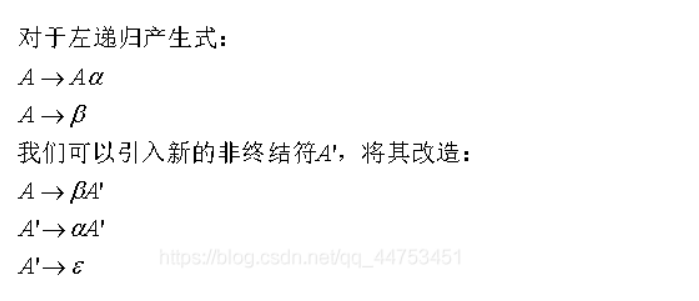 对于左递归产生式：
A → Aα
A → β
我们可以引入新的非终结符A'，将其改造：
A → βA'
A' → αA'
A' → ε
https://blog.csdn.net/qq_44753451